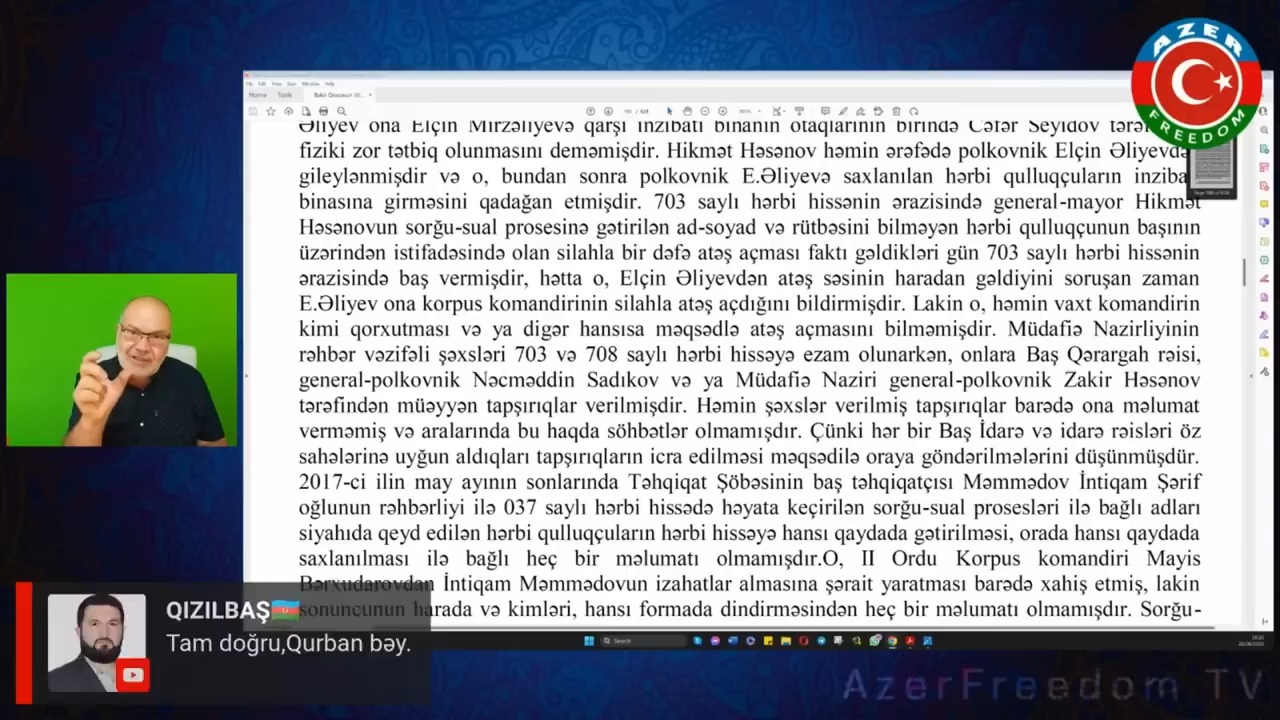 AZER
FREEDOM
Home Tools
Əliyev ona Elçin Mirzəliyevə qarşı inzibati binanın otaqlarının birində Cəfər Seyidov
fiziki zor tətbiq olunmasını deməmişdir. Hikmət Həsənov həmin ərəfədə polkovnik Elçin
gileylənmişdir və o, bundan sonra polkovnik E.Əliyevə saxlanılan hərbi qulluqçuların
binasına girməsini qadağan etmişdir. 703 saylı hərbi hissənin ərazisində general-mayor Hikmət
Həsənovun sorğu-sual prosesinə gətirilən ad-soyad və rütbəsini bilməyən hərbi qulluqçunun başının
üzərindən istifadəsində olan silahla bir dəfə atəş açması faktı gəldikləri gün 703 saylı hərbi hissənin
ərazisində baş vermişdir, hətta o, Elçin Əliyevdən atəş səsinin haradan gəldiyini soruşan zaman
E.Əliyev ona korpus komandirinin silahla atəş açdığını bildirmişdir. Lakin o, həmin vaxt komandirin
kimi qorxutması və ya digər hansısa məqsədlə atəş açmasını bilməmişdir. Müdafiə Nazirliyinin
rəhbər vəzifəli şəxsləri 703 və 708 saylı hərbi hissəyə ezam olunarkən, onlara Baş Qərargah rəisi,
general-polkovnik Nəcməddin Sadıkov və ya Müdafiə Naziri general-polkovnik Zakir Həsənov
tərəfindən müəyyən tapşırıqlar verilmişdir. Həmin şəxslər verilmiş tapşırıqlar barədə ona məlumat
verməmiş və aralarında bu haqda söhbətlər olmamışdır. Çünki hər bir Baş İdarə və idarə rəisləri öz
sahələrinə uyğun aldıqları tapşırıqların icra edilməsi məqsədilə oraya göndərilmələrini düşünmüşdür.
2017-ci ilin may ayının sonlarında Təhqiqat Şöbəsinin baş təhqiqatçısı Məmmədov İntiqam Şərif
oğlunun rəhbərliyi ilə 037 saylı hərbi hissədə həyata keçirilən sorğu-sual prosesləri ilə bağlı adları
siyahıda qeyd edilən hərbi qulluqçuların hərbi hissəyə hansı qaydada gətirilməsi, orada hansı qaydada
saxlanılması ilə bağlı heç bir məlumatı olmamışdır.O, II Ordu Korpus komandiri Mayis
Bərxudarovdan İntiqam Məmmədovun izahatlar almasına şərait yaratması barədə xahiş etmiş, lakin
sonuncunun harada və kimləri, hansı formada dindirməsindən heç bir məlumatı olmamışdır. Sorğu-
QIZILBAŞ
Tam doğru,Qurban bəy.
Search
AzerFreedom TV